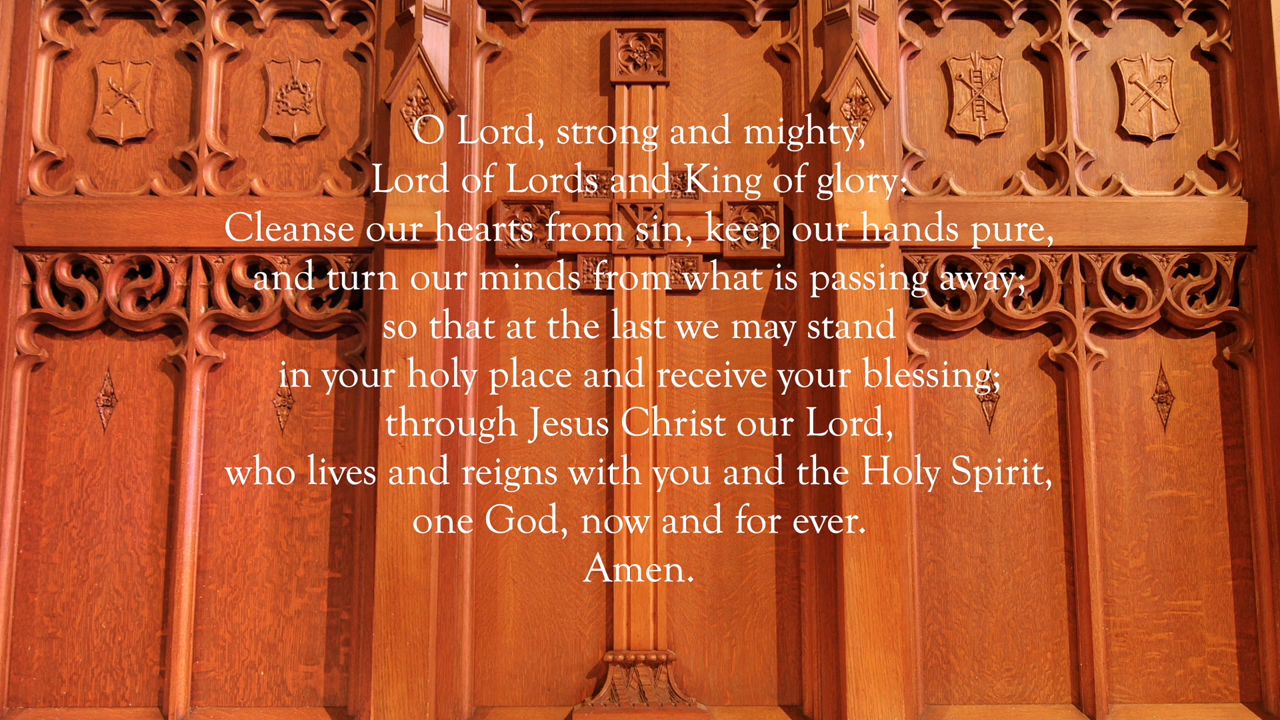 O Lord, strong and mighty,
Lord of Lords and King of glory:
Cleanse our hearts from sin, keep our hands pure,
and turn our minds from what is passing away;
so that at the last we may stand
in your holy place and receive your blessing;
through Jesus Christ our Lord,
who lives and reigns with you and the Holy Spirit,
one God, now and for ever.
Amen.